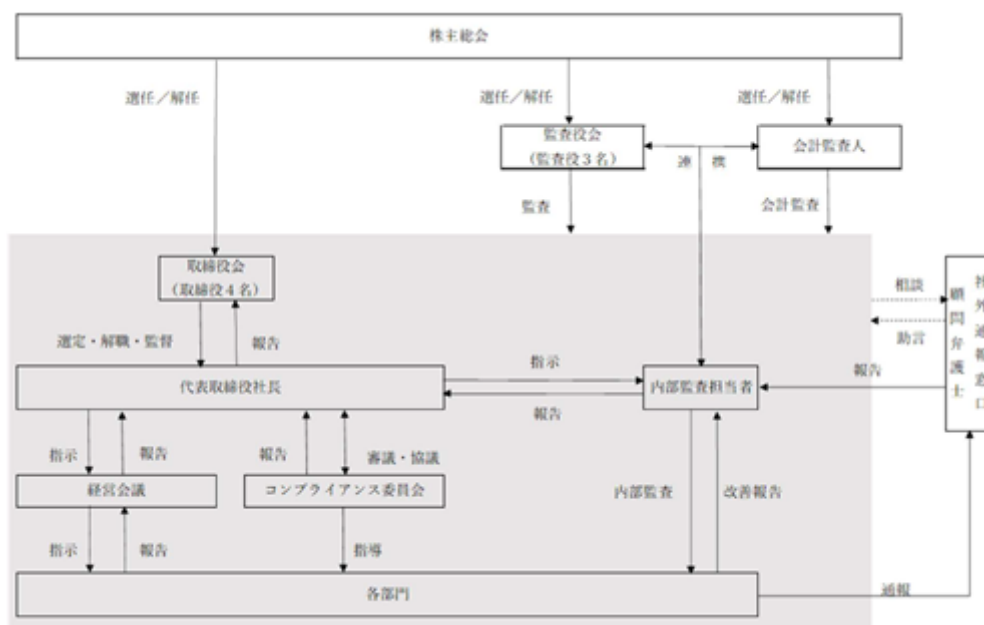 株主総会
選任／解任
選任／解任
選任／解任
監査役会
（監査役３名）
会計監査人
連　携
監査
会計監査
取締役会
（取締役４名）
相談
助言
社外通報窓口
顧問弁護士
選定・解職・監督
報告
指示
報告
代表取締役社長
内部監査担当者
報告
指示
報告
報告
審議・協議
経営会議
コンプライアンス委員会
内部監査
改善報告
指示
報告
指導
各部門
通報